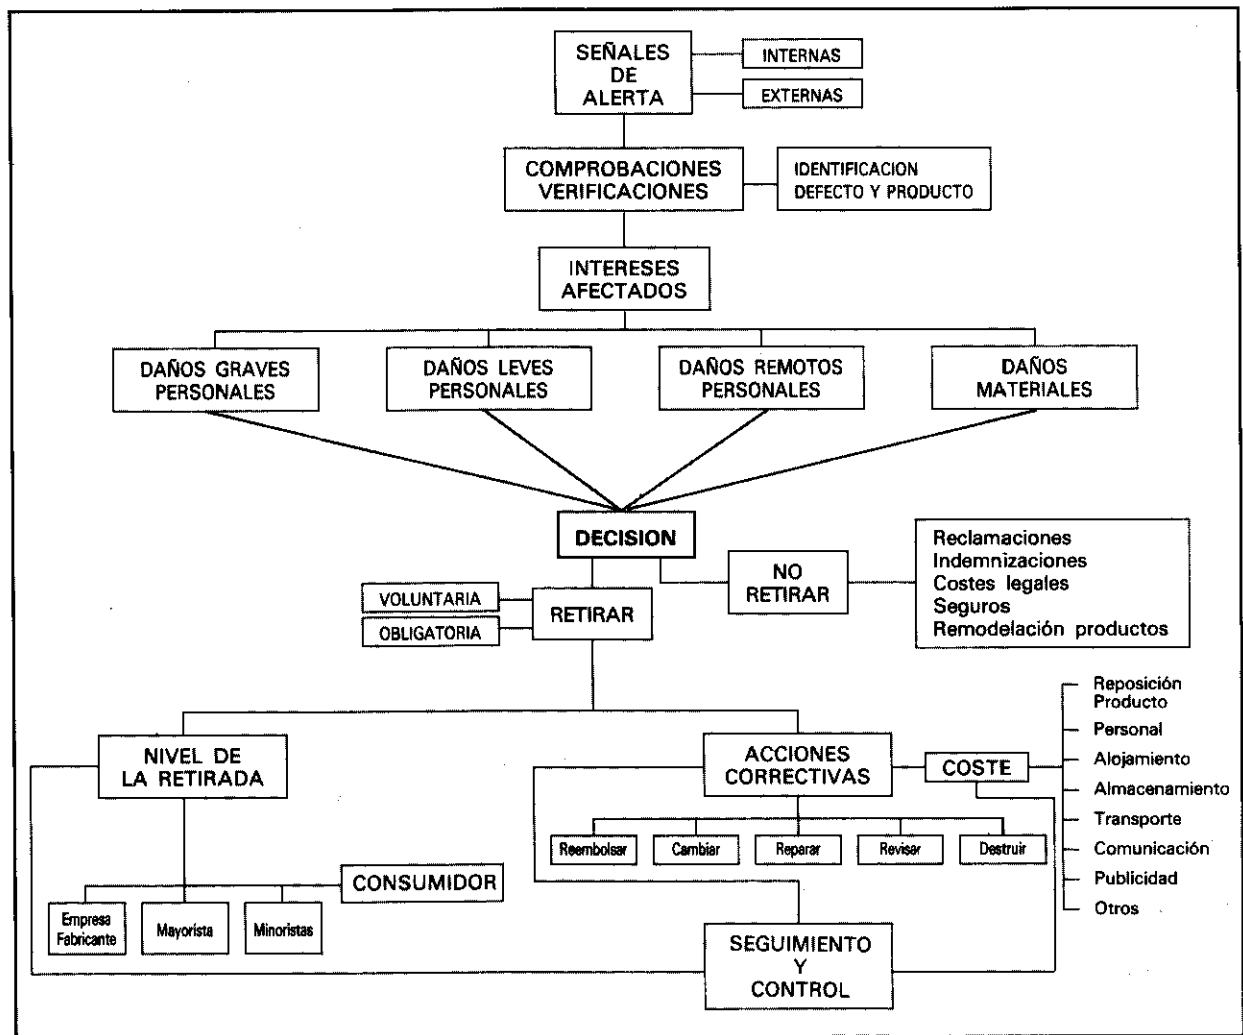 SEÑALES
DE
ALERTA
INTERNAS
EXTERNAS
COMPROBACIONES
VERIFICACIONES
IDENTIFICACION
DEFECTO Y PRODUCTO
INTERESES
AFECTADOS
DAÑOS GRAVES
PERSONALES
DAÑOS LEVES
PERSONALES
DAÑOS REMOTOS
PERSONALES
DAÑOS
MATERIALES
DECISION
NO
RETIRAR
Reclamaciones
Indemnizaciones
Costes legales
Seguros
Remodelación productos
VOLUNTARIA
OBLIGATORIA
RETIRAR
NIVEL DE
LA RETIRADA
ACCIONES
CORRECTIVAS
COSTE
Reposición
Producto
Personal
Alojamiento
Almacenamiento
Transporte
Comunicación
Publicidad
Otros
Reembolsar
Cambiar
Reparar
Revisar
Destruir
CONSUMIDOR
Empresa
Fabricante
Mayorista
Minoristas
SEGUIMIENTO
Y
CONTROL